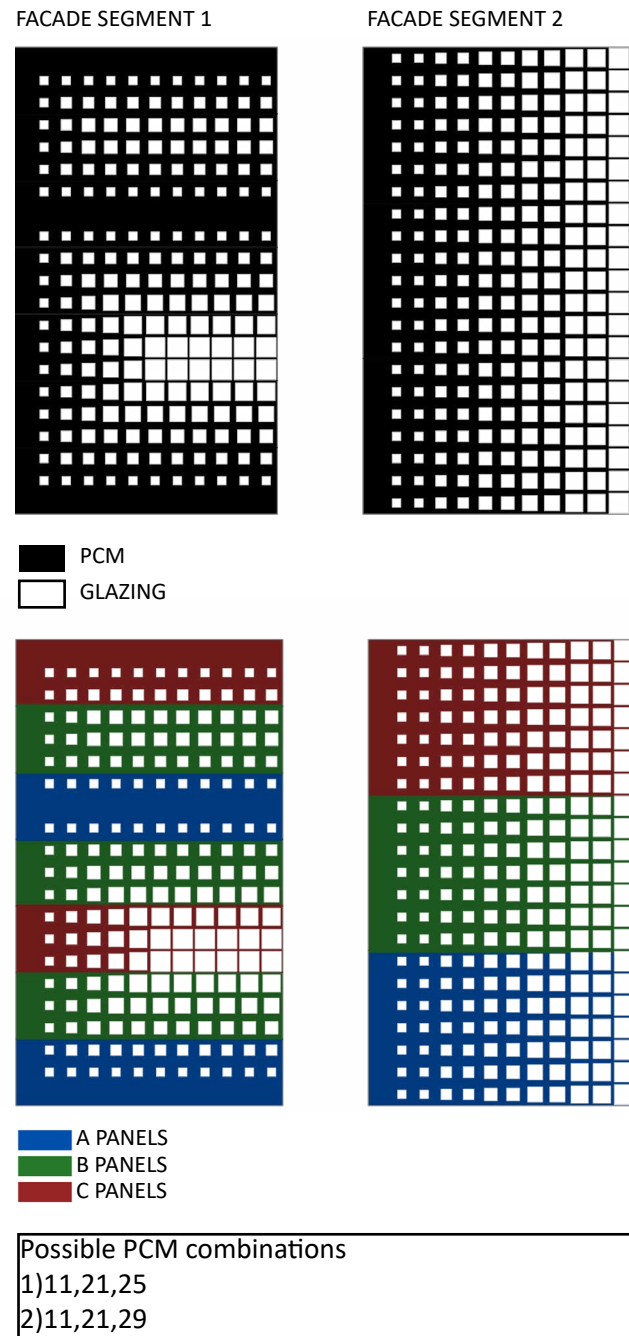 FACADE SEGMENT 1
FACADE SEGMENT 2
PCM
GLAZING
A PANELS
B PANELS
C PANELS
Possible PCM combinations
1)11,21,25
2)11,21,29